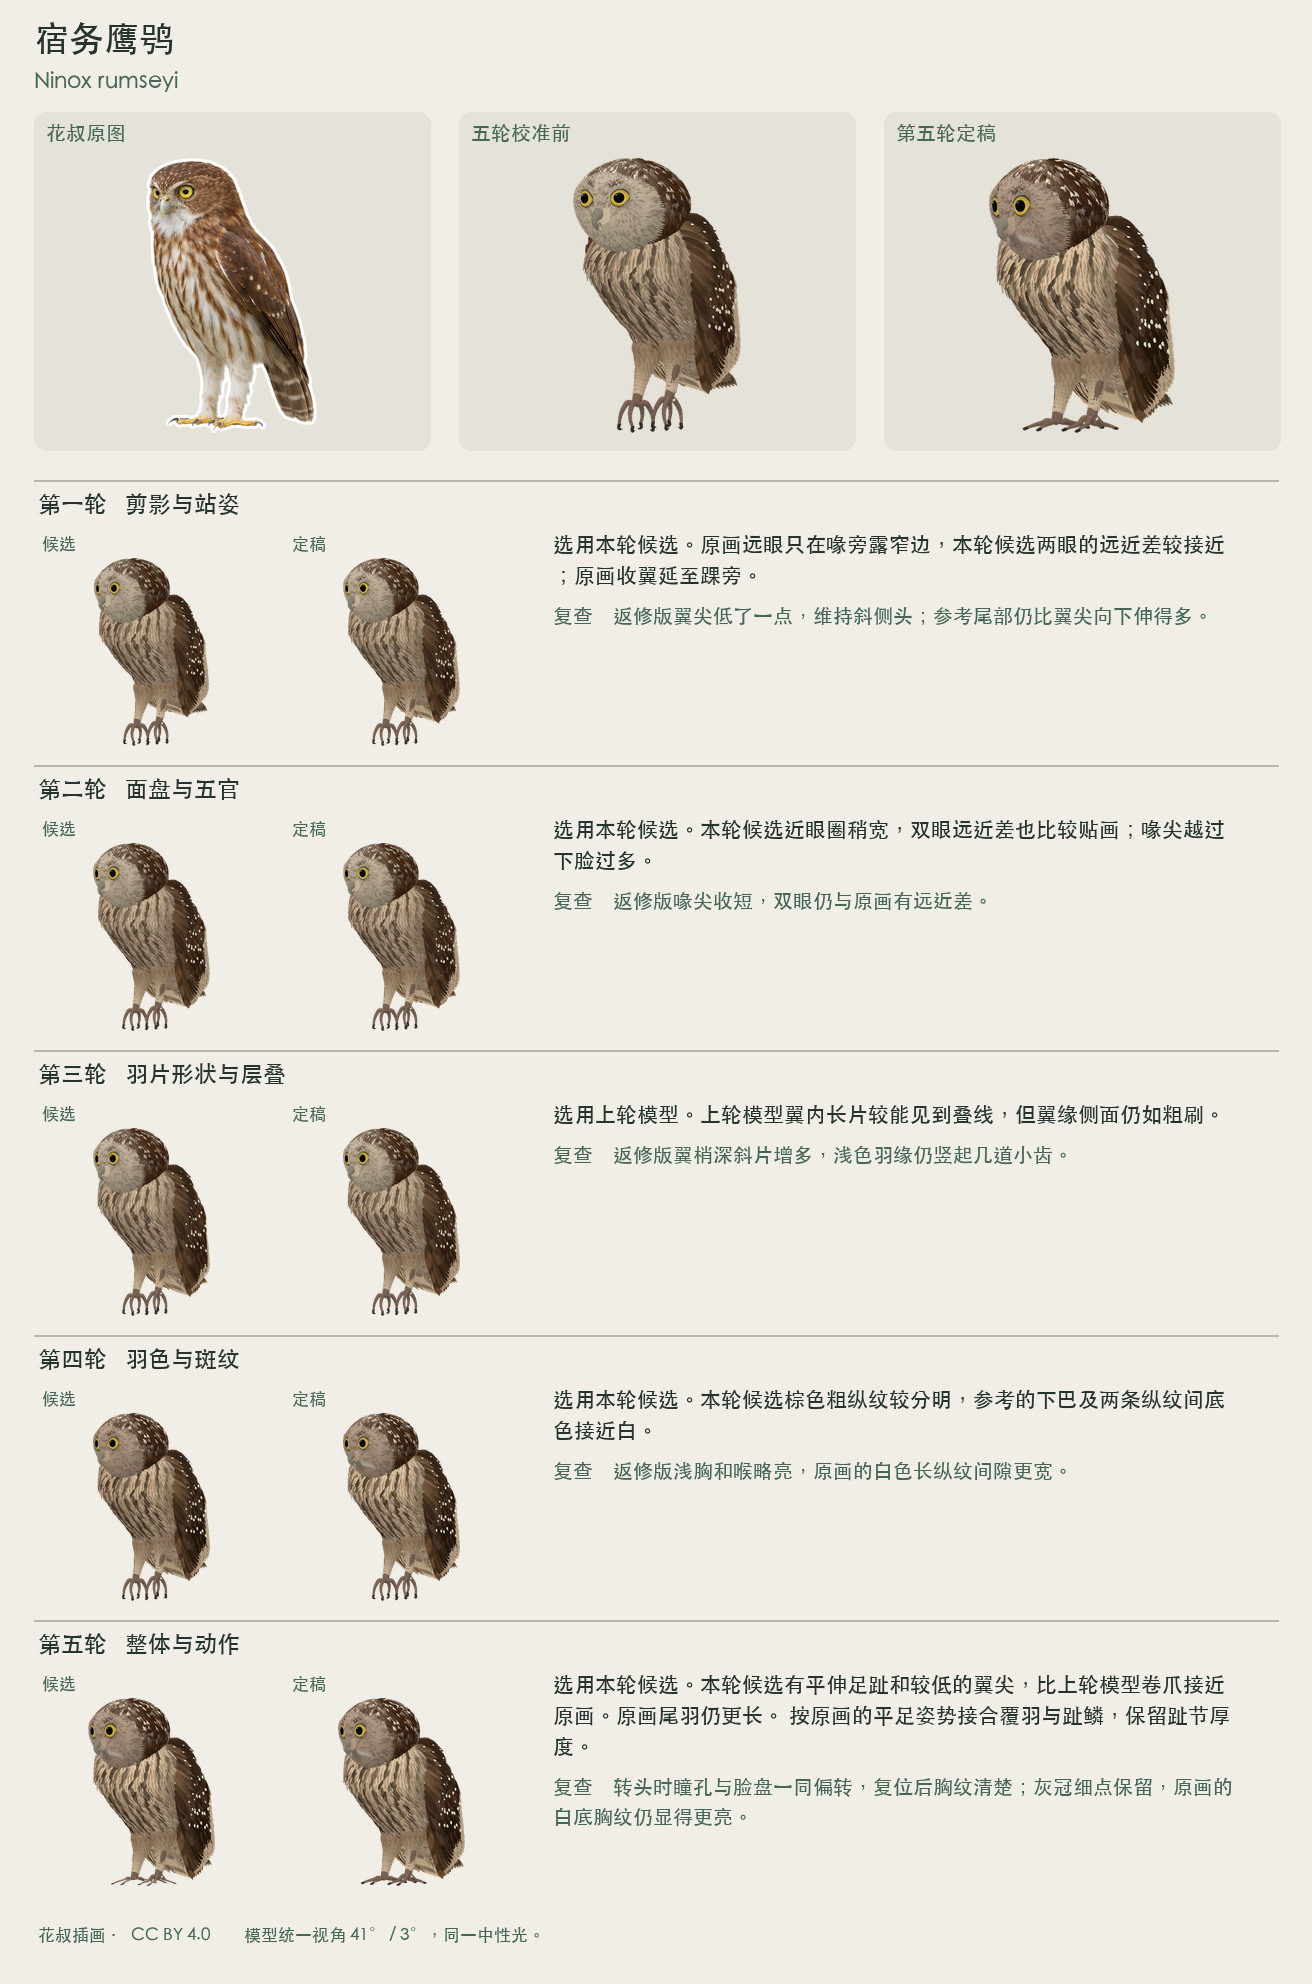 宿务鹰鸮
Ninox rumseyi
花叔原图
五轮校准前
第五轮定稿
第一轮 剪影与站姿
候选
定稿
选用本轮候选。原画远眼只在喙旁露窄边，本轮候选两眼的远近差较接近
；原画收翼延至踝旁。
复查 返修版翼尖低了一点，维持斜侧头；参考尾部仍比翼尖向下伸得多。
第二轮 面盘与五官
候选
定稿
选用本轮候选。本轮候选近眼圈稍宽，双眼远近差也比较贴画；喙尖越过
下脸过多。
复查 返修版喙尖收短，双眼仍与原画有远近差。
第三轮 羽片形状与层叠
候选
定稿
选用上轮模型。上轮模型翼内长片较能见到叠线，但翼缘侧面仍如粗刷。
复查 返修版翼梢深斜片增多，浅色羽缘仍竖起几道小齿。
第四轮 羽色与斑纹
候选
定稿
选用本轮候选。本轮候选棕色粗纵纹较分明，参考的下巴及两条纵纹间底
色接近白。
复查 返修版浅胸和喉略亮，原画的白色长纵纹间隙更宽。
第五轮 整体与动作
候选
定稿
选用本轮候选。本轮候选有平伸足趾和较低的翼尖，比上轮模型卷爪接近
原画。原画尾羽仍更长。 按原画的平足姿势接合覆羽与趾鳞，保留趾节厚
度。
复查 转头时瞳孔与脸盘一同偏转，复位后胸纹清楚；灰冠细点保留，原画的
白底胸纹仍显得更亮。
花叔插画 · CC BY 4.0 模型统一视角 41° / 3° ，同一中性光。